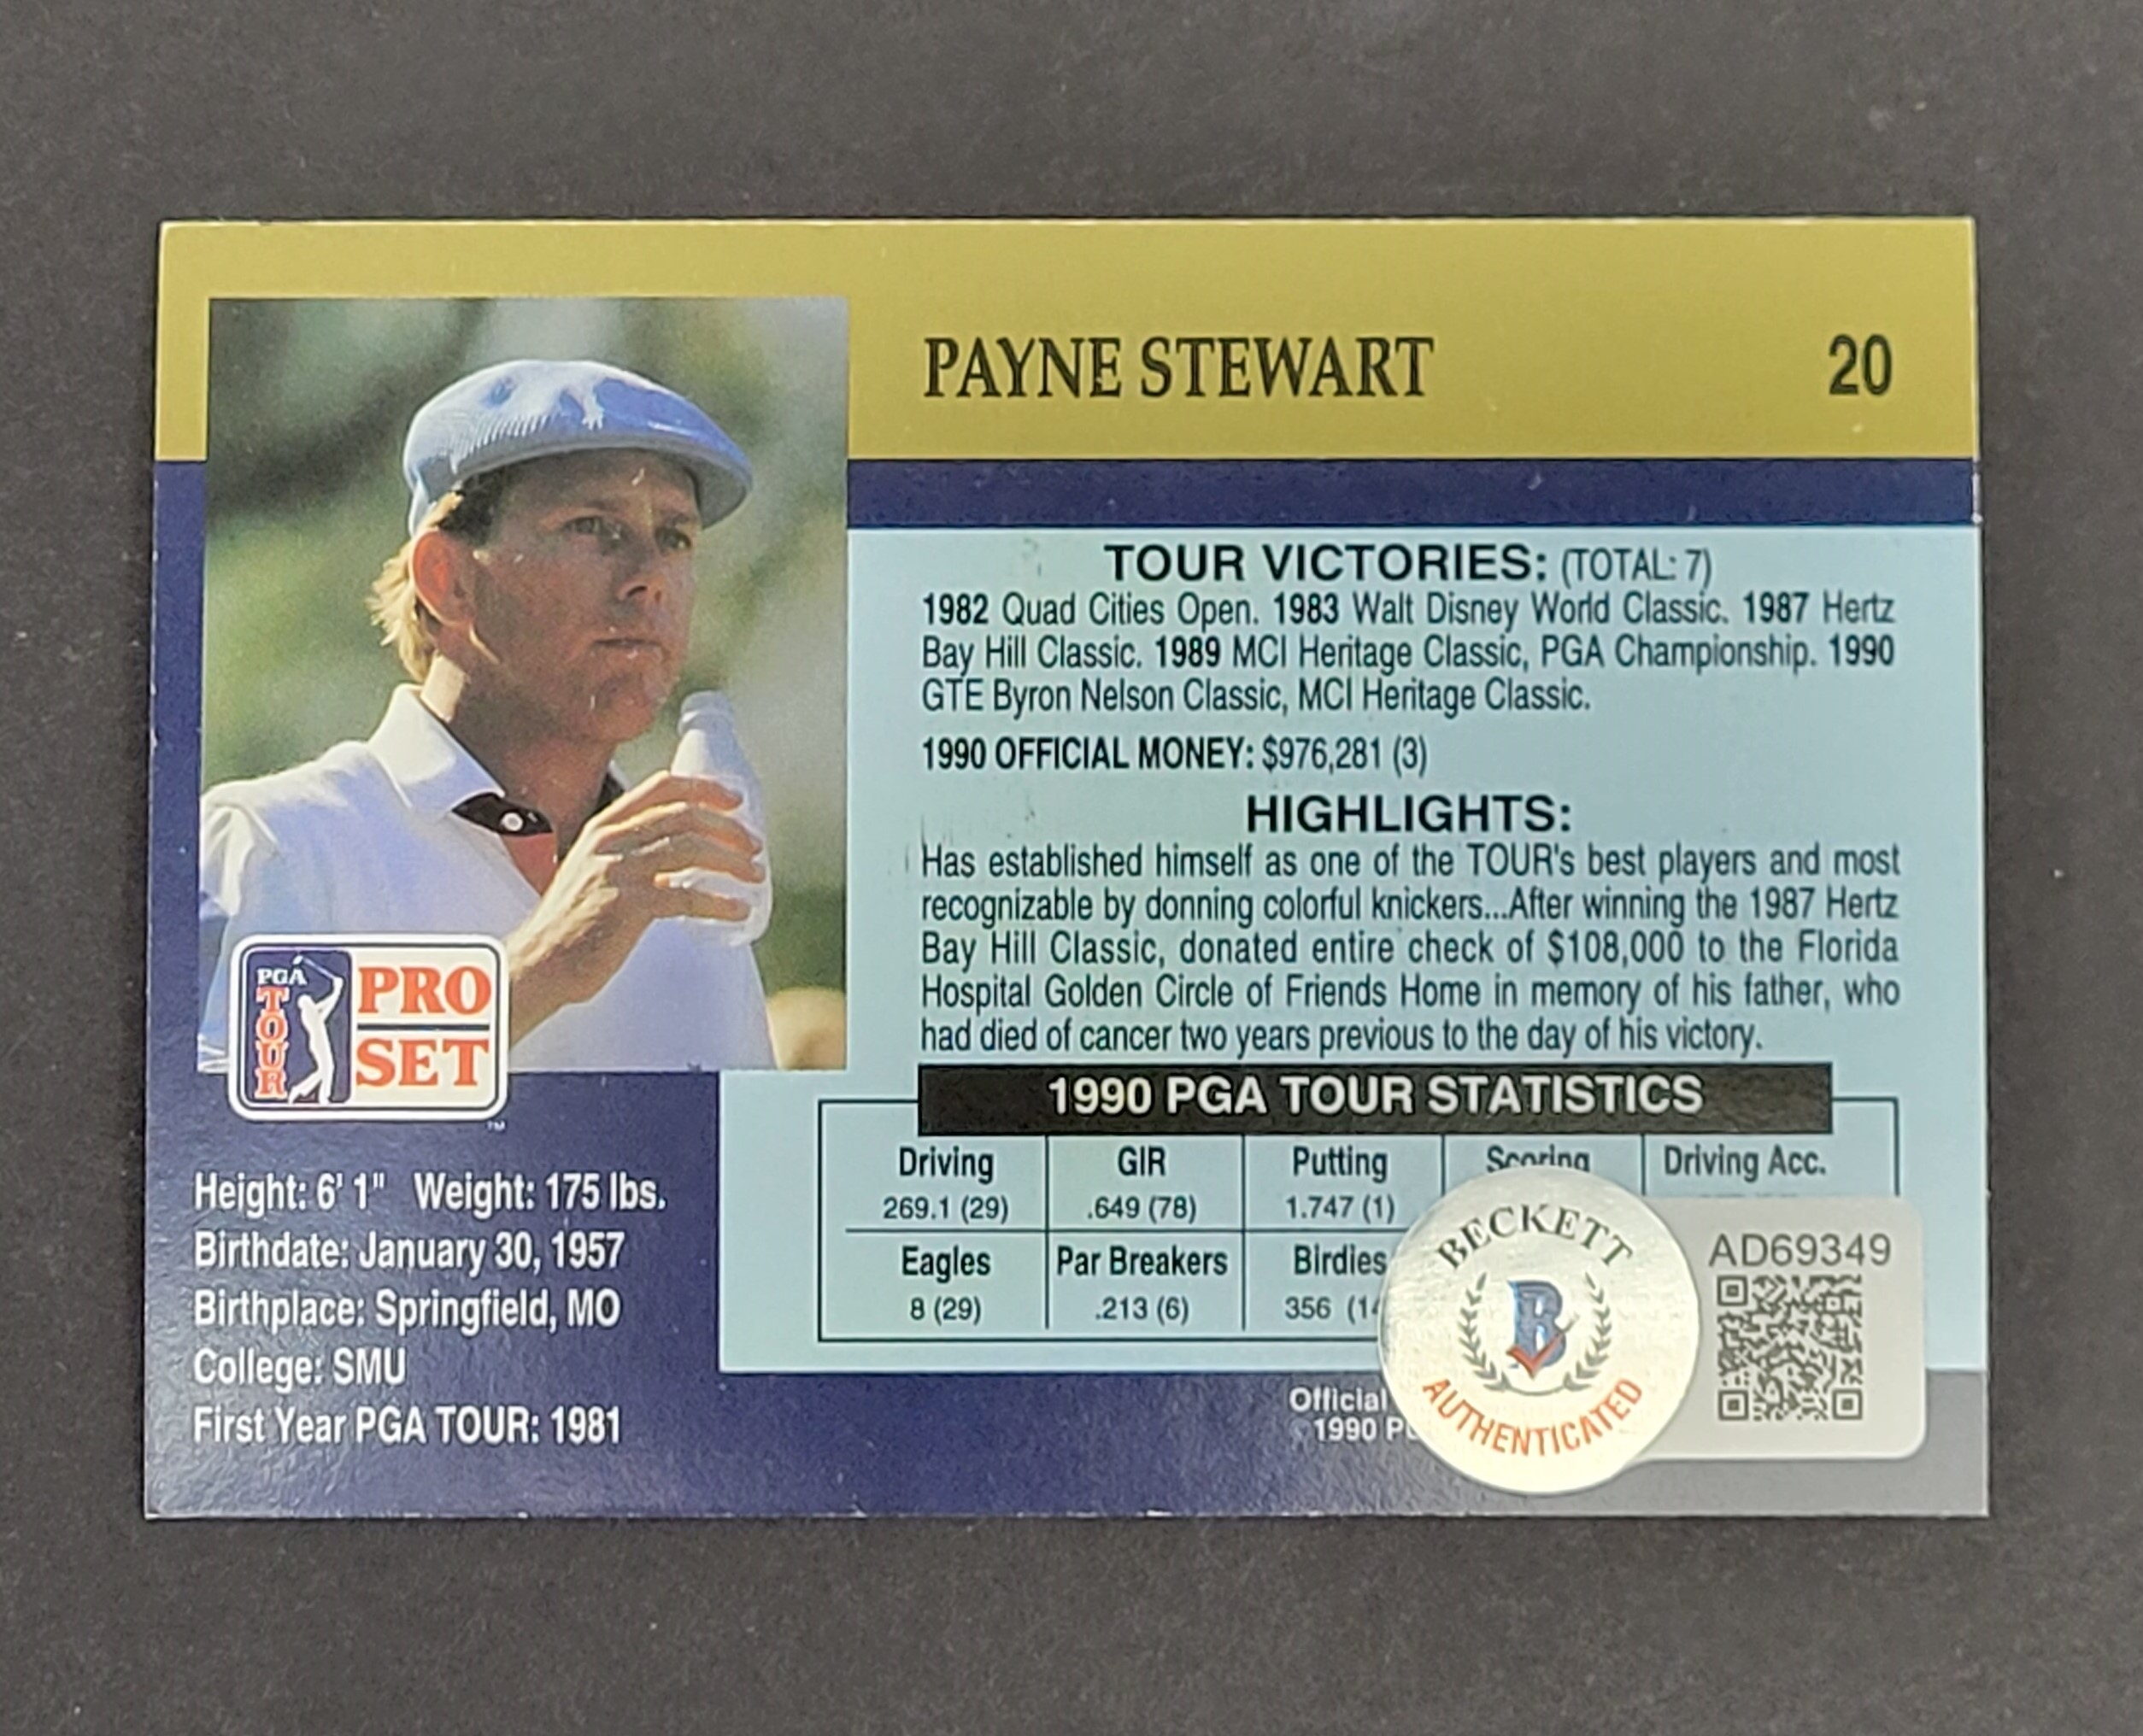 PAYNE STEWART 20
TOUR VICTORIES: (TOTAL: 7)
1982 Quad Cities Open. 1983 Walt Disney World Classic. 1987 Hertz
Bay Hill Classic. 1989 MCI Heritage Classic, PGA Championship. 1990
GTE Byron Nelson Classic, MCI Heritage Classic.
1990 OFFICIAL MONEY: $976,281 (3)
HIGHLIGHTS:
Has established himself as one of the TOUR's best players and most
recognizable by donning colorful knickers...After winning the 1987 Hertz
Bay Hill Classic, donated entire check of $108,000 to the Florida
Hospital Golden Circle of Friends Home in memory of his father, who
had died of cancer two years previous to the day of his victory.
PGA TOUR
PRO
SET
TM
Height: 6' 1" Weight: 175 lbs.
Birthdate: January 30, 1957
Birthplace: Springfield, MO
College: SMU
First Year PGA TOUR: 1981
1990 PGA TOUR STATISTICS
Driving GIR Putting Scoring Driving Acc.
269.1 (29) .649 (78) 1.747 (1)
Eagles Par Breakers Birdies
8 (29) .213 (6) 356
Official
1990
BECKETT
B
AUTHENTICATED
AD69349